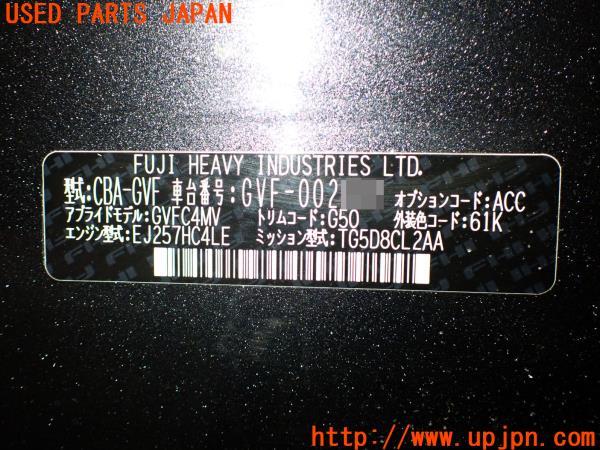 USED PARTS JAPAN
FUJI HEAVY INDUSTRIES LTD.
型式:CBA-GVF 車台番号:GVF-002 オプションコード:ACC
アプライドモデル:GVFC4MV トリムコード:G50 外装色コード:61K
エンジン型式:EJ257HC4LE ミッション型式:TG5D8CL2AA
http://www.upjpn.com/